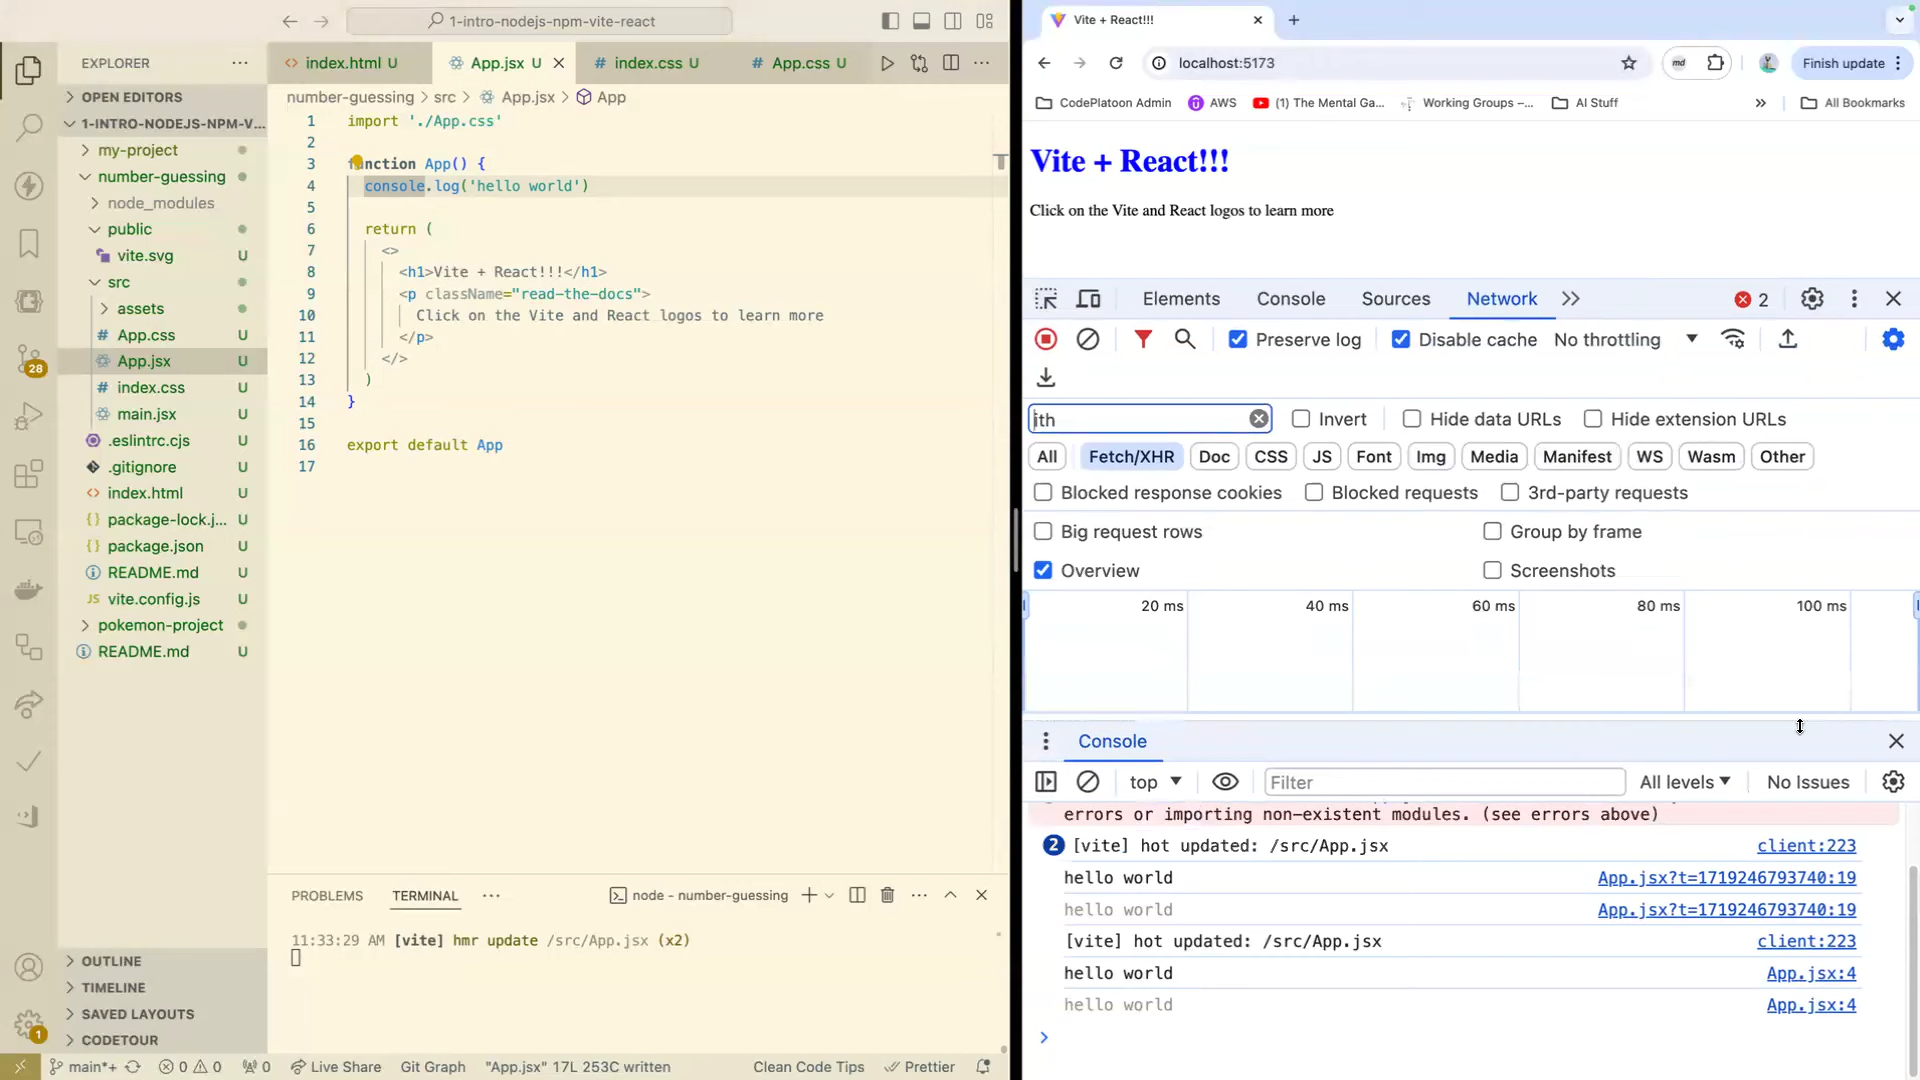 1-intro-nodejs-npm-vite-react
EXPLORER
OPEN EDITORS
1-INTRO-NODEJS-NPM-V...
my-project
number-guessing
node_modules
public
vite.svg U
src
assets
App.css U
App.jsx U
index.css U
main.jsx U
.eslintrc.cjs U
.gitignore U
index.html U
package-lock.j... U
package.json U
README.md U
vite.config.js U
pokemon-project
README.md U
OUTLINE
TIMELINE
SAVED LAYOUTS
CODETOUR
28
1
index.html U
App.jsx U
index.css U
App.css U
number-guessing > src > App.jsx > App
1 import './App.css'
2
3 function App() {
4 console.log('hello world')
5
6 return (
7 <>
8 <h1>Vite + React!!!</h1>
9 <p className="read-the-docs">
10 Click on the Vite and React logos to learn more
11 </p>
12 </>
13 )
14 }
15
16 export default App
17
PROBLEMS TERMINAL node - number-guessing
11:33:29 AM [vite] hmr update /src/App.jsx (x2)
main*+ 0 0 0 Live Share Git Graph "App.jsx" 17L 253C written Clean Code Tips Prettier
Vite + React!!!
localhost:5173
md
Finish update
CodePlatoon Admin AWS (1) The Mental Ga... Working Groups –... AI Stuff All Bookmarks
Vite + React!!!
Click on the Vite and React logos to learn more
Elements Console Sources Network 2
Preserve log Disable cache No throttling
ith Invert Hide data URLs Hide extension URLs
All Fetch/XHR Doc CSS JS Font Img Media Manifest WS Wasm Other
Blocked response cookies Blocked requests 3rd-party requests
Big request rows Group by frame
Overview Screenshots
20 ms 40 ms 60 ms 80 ms 100 ms
Console
top Filter All levels No Issues
errors or importing non-existent modules. (see errors above)
2 [vite] hot updated: /src/App.jsx client:223
hello world App.jsx?t=1719246793740:19
hello world App.jsx?t=1719246793740:19
[vite] hot updated: /src/App.jsx client:223
hello world App.jsx:4
hello world App.jsx:4